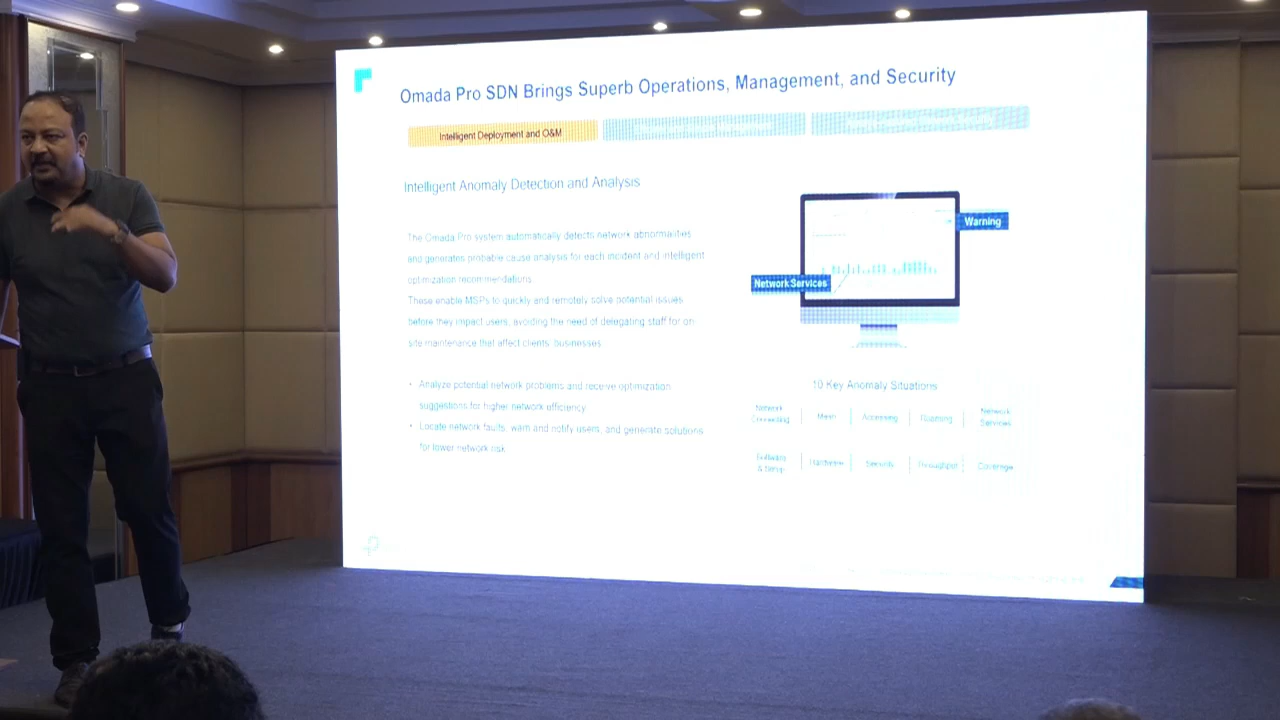 Omada Pro SDN Brings Superb Operations, Management, and Security
Intelligent Deployment and O&M
Intelligent Anomaly Detection and Analysis
The Omada Pro system automatically detects network abnormalities
and generates probable cause analysis for each incident and intelligent
optimization recommendations.
These enable MSPs to quickly and remotely solve potential issues
before they impact users, avoiding the need of delegating staff for on-
site maintenance that affect clients' businesses.
• Analyze potential network problems and receive optimization
suggestions for higher network efficiency
• Locate network faults, warn and notify users, and generate solutions
for lower network risk
Warning
Network Services
10 Key Anomaly Situations
Network
Connecting
Mesh
Accessing
Roaming
Network
Services
Software
Hardware
Security
Throughput
Coverage